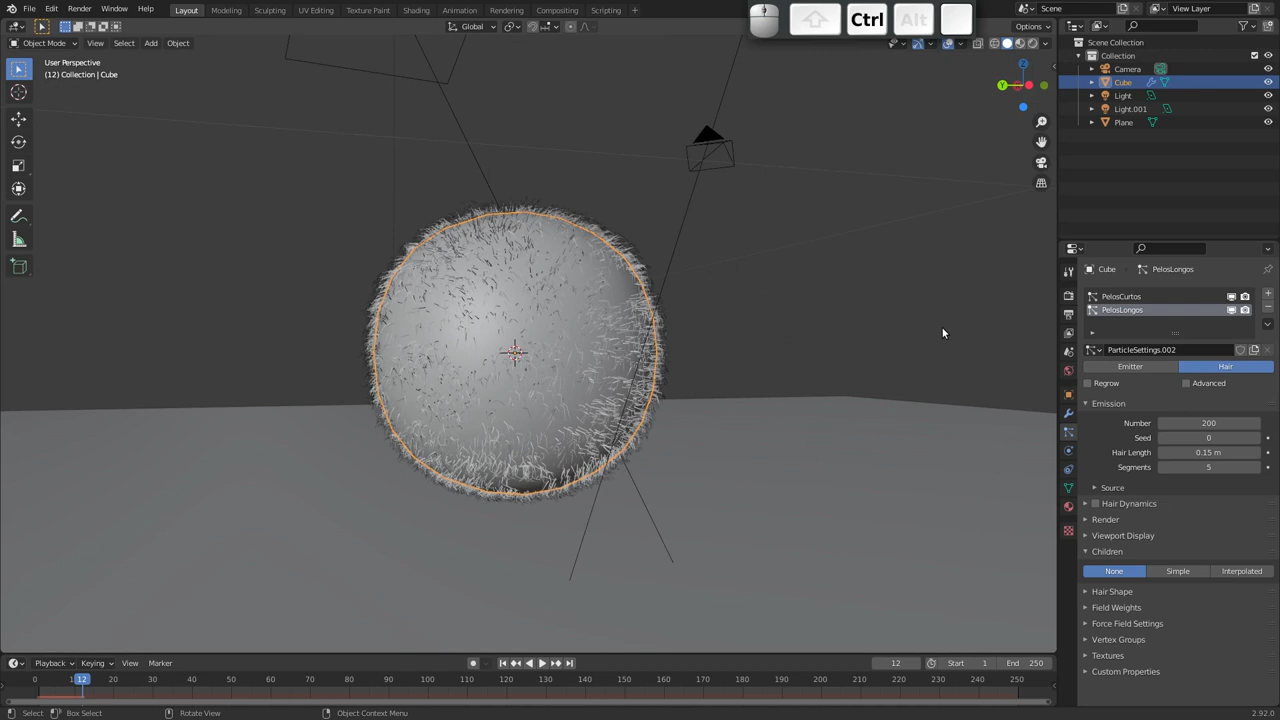 File Edit Render Window Help Layout Modeling Sculpting UV Editing Texture Paint Shading Animation Rendering Compositing Scripting + Ctrl Alt Scene View Layer
Global Options
Object Mode View Select Add Object
User Perspective
(12) Collection | Cube
Z
Y
Scene Collection
Collection
Camera
Cube
Light
Light.001
Plane
Cube PelosLongos
PelosCurtos
PelosLongos
ParticleSettings.002
Emitter Hair
Regrow Advanced
Emission
Number 200
Seed 0
Hair Length 0.15 m
Segments 5
Source
Hair Dynamics
Render
Viewport Display
Children
None Simple Interpolated
Hair Shape
Field Weights
Force Field Settings
Vertex Groups
Textures
Custom Properties
Playback Keying View Marker 12 Start 1 End 250
0 12 20 30 40 50 60 70 80 90 100 110 120 130 140 150 160 170 180 190 200 210 220 230 240 250
Select Box Select Rotate View Object Context Menu 2.92.0